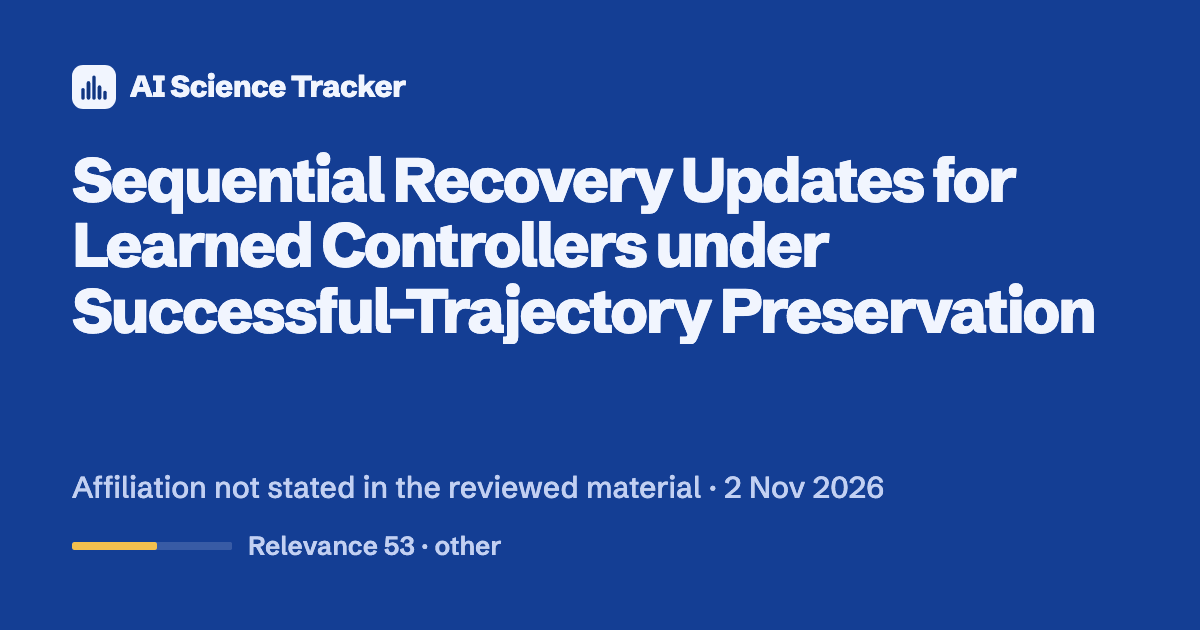 AI Science Tracker
Sequential Recovery Updates for
Learned Controllers under
Successful-Trajectory Preservation
Affiliation not stated in the reviewed material · 2 Nov 2026
Relevance 53 · other